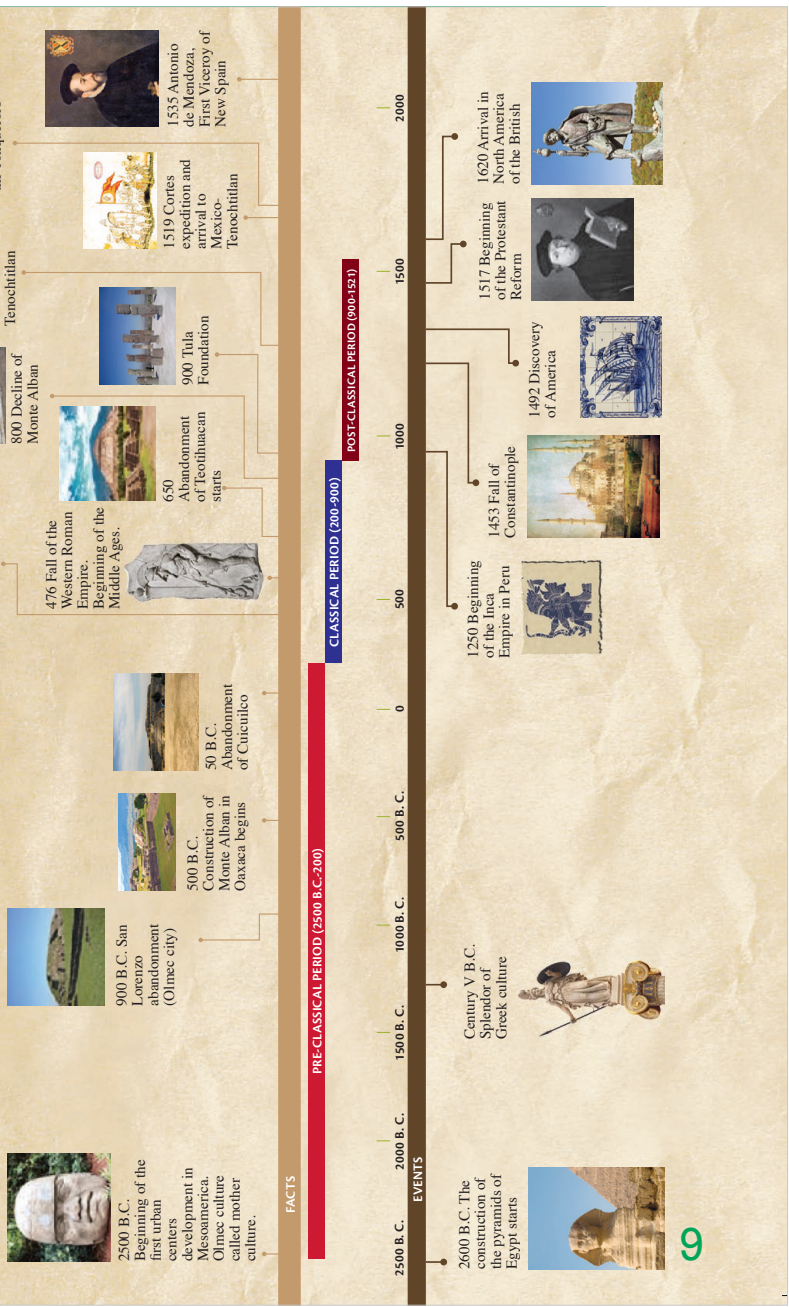 2500 B.C.
Beginning of the
first urban
centers
development in
Mesoamerica.
Olmec culture
called mother
culture.
900 B.C. San
Lorenzo
abandonment
(Olmec city)
500 B.C.
Construction of
Monte Alban in
Oaxaca begins
50 B.C.
Abandonment
of Cuicuilco
476 Fall of the
Western Roman
Empire.
Beginning of the
Middle Ages.
650
Abandonment
of Teotihuacan
starts
800 Decline of
Monte Alban
900 Tula
Foundation
Tenochtitlan
1519 Cortes
expedition and
arrival to
Mexico-
Tenochtitlan
1535 Antonio
de Mendoza,
First Viceroy of
New Spain
FACTS
PRE-CLASSICAL PERIOD (2500 B.C.-200)
CLASSICAL PERIOD (200-900)
POST-CLASSICAL PERIOD (900-1521)
2500 B. C.
2000 B. C.
1500 B. C.
1000 B. C.
500 B. C.
0
500
1000
1500
2000
EVENTS
2600 B.C. The
construction of
the pyramids of
Egypt starts
Century V B.C.
Splendor of
Greek culture
1250 Beginning
of the Inca
Empire in Peru
1453 Fall of
Constantinople
1492 Discovery
of America
1517 Beginning
of the Protestant
Reform
1620 Arrival in
North America
of the British
9